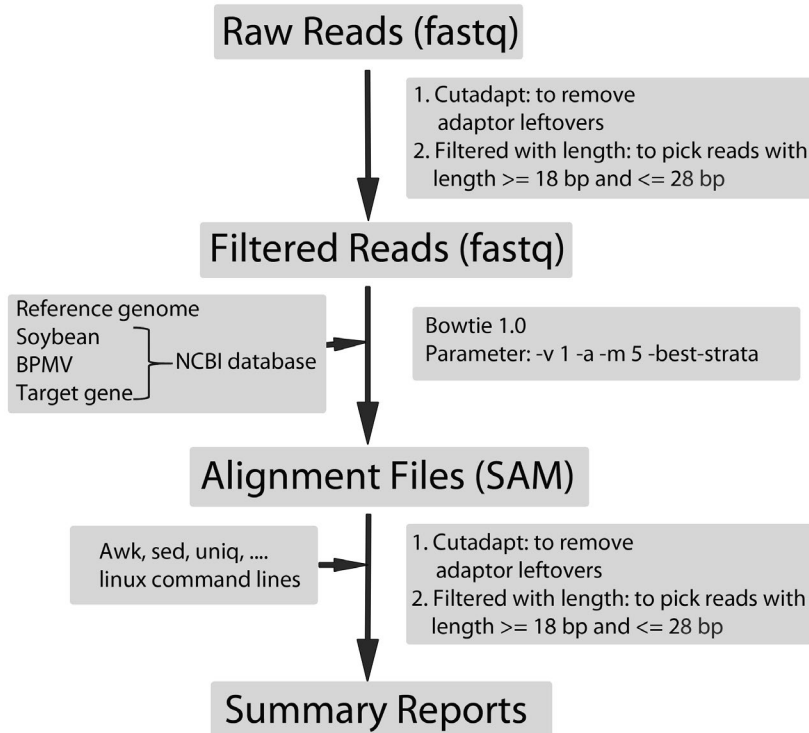 Raw Reads (fastq)
1. Cutadapt: to remove
adaptor leftovers
2. Filtered with length: to pick reads with
length >= 18 bp and <= 28 bp
Filtered Reads (fastq)
Reference genome
Soybean
BPMV
Target gene
NCBI database
Bowtie 1.0
Parameter: -v 1 -a -m 5 -best-strata
Alignment Files (SAM)
Awk, sed, uniq, ....
linux command lines
1. Cutadapt: to remove
adaptor leftovers
2. Filtered with length: to pick reads with
length >= 18 bp and <= 28 bp
Summary Reports